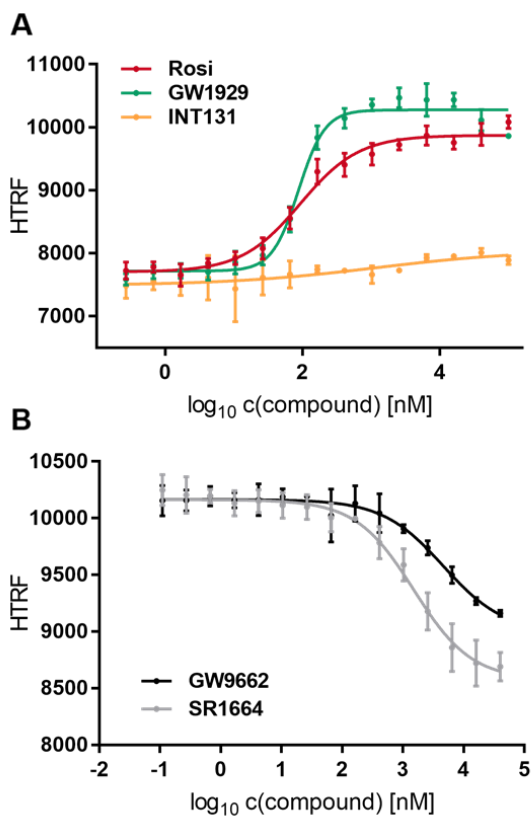 A
11000
10000
9000
8000
7000
HTRF
Rosi
GW1929
INT131
0 2 4
log10 c(compound) [nM]
B
10500
10000
9500
9000
8500
8000
HTRF
GW9662
SR1664
-2 -1 0 1 2 3 4 5
log10 c(compound) [nM]